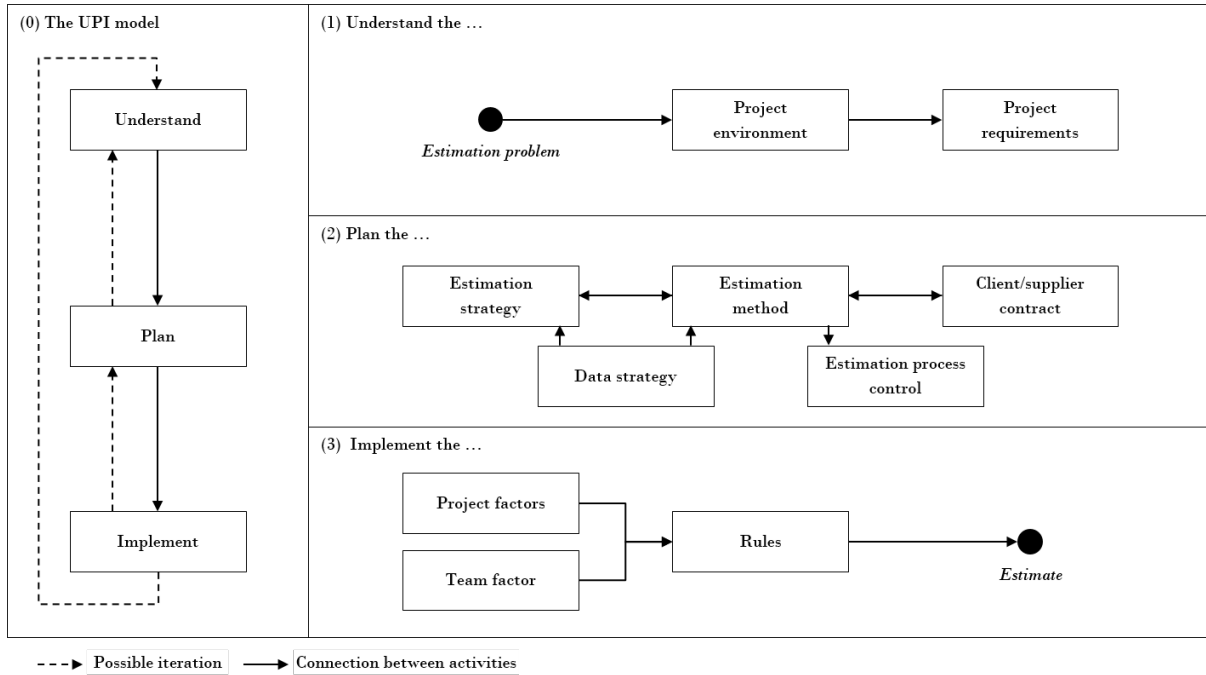 (0) The UPI model
Understand
Plan
Implement
(1) Understand the …
Estimation problem
Project
environment
Project
requirements
(2) Plan the …
Estimation
strategy
Estimation
method
Client/supplier
contract
Data strategy
Estimation process
control
(3) Implement the …
Project factors
Team factor
Rules
Estimate
Possible iteration
Connection between activities